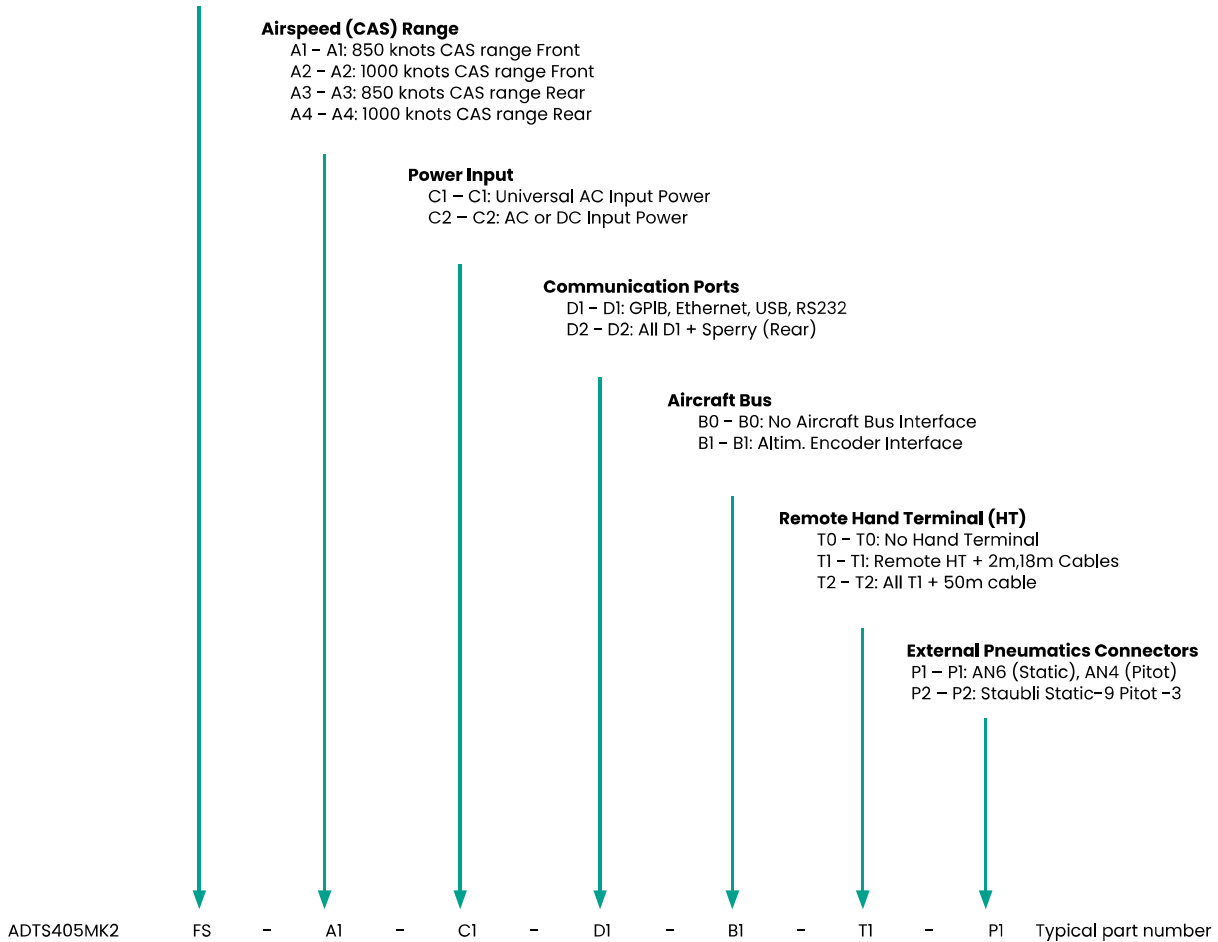 Airspeed (CAS) Range
A1 – A1: 850 knots CAS range Front
A2 – A2: 1000 knots CAS range Front
A3 – A3: 850 knots CAS range Rear
A4 – A4: 1000 knots CAS range Rear
Power Input
C1 – C1: Universal AC Input Power
C2 – C2: AC or DC Input Power
Communication Ports
D1 – D1: GPIB, Ethernet, USB, RS232
D2 – D2: All D1 + Sperry (Rear)
Aircraft Bus
B0 – B0: No Aircraft Bus Interface
B1 – B1: Altim. Encoder Interface
Remote Hand Terminal (HT)
T0 – T0: No Hand Terminal
T1 – T1: Remote HT + 2m,18m Cables
T2 – T2: All T1 + 50m cable
External Pneumatics Connectors
P1 – P1: AN6 (Static), AN4 (Pitot)
P2 – P2: Staubli Static-9 Pitot -3
ADTS405MK2 FS – A1 – C1 – D1 – B1 – T1 – P1 Typical part number